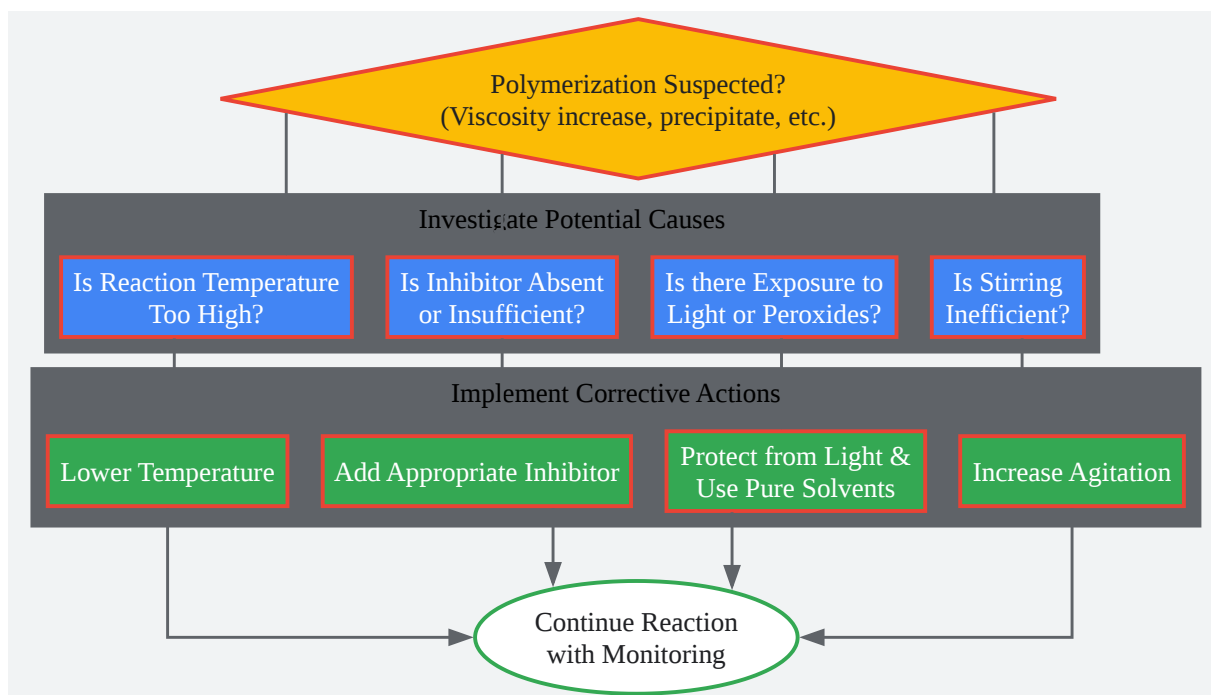 Polymerization Suspected?
(Viscosity increase, precipitate, etc.)
Investigate Potential Causes
Is Reaction Temperature
Too High?
Is Inhibitor Absent
or Insufficient?
Is there Exposure to
Light or Peroxides?
Is Stirring
Inefficient?
Implement Corrective Actions
Lower Temperature
Add Appropriate Inhibitor
Protect from Light &
Use Pure Solvents
Increase Agitation
Continue Reaction
with Monitoring